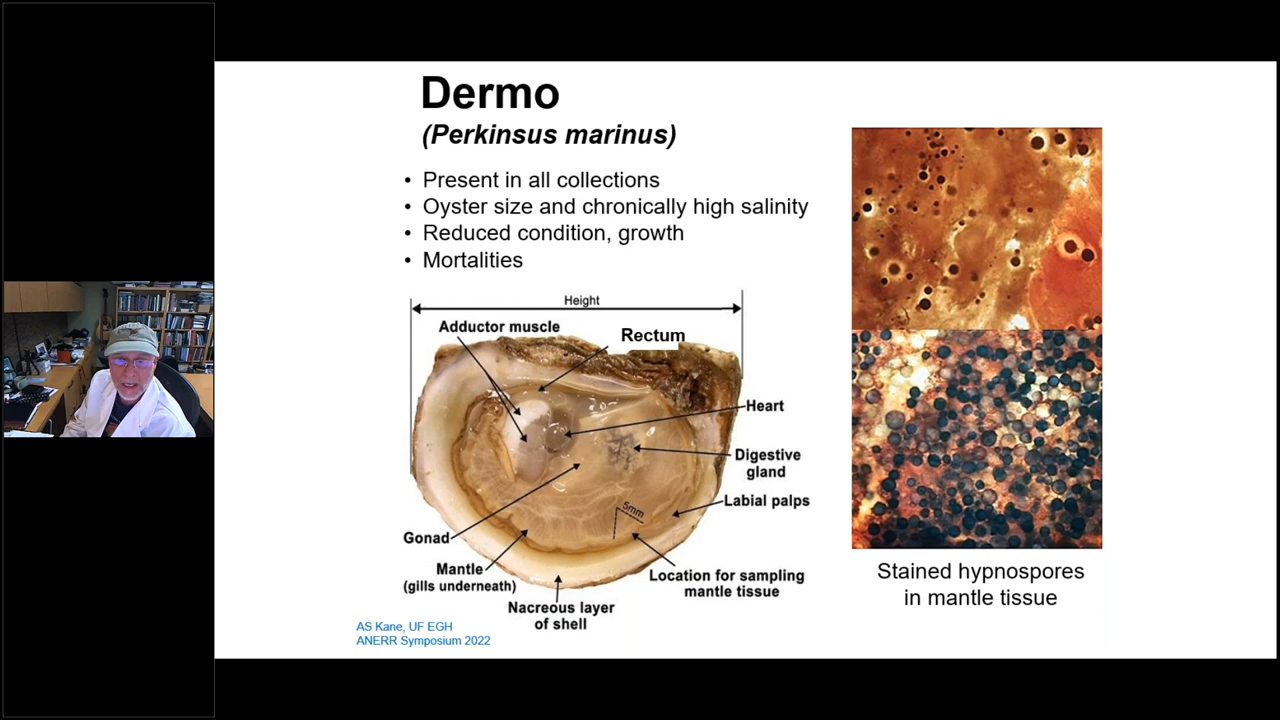 Dermo
(Perkinsus marinus)
• Present in all collections
• Oyster size and chronically high salinity
• Reduced condition, growth
• Mortalities
Height
Adductor muscle
Rectum
Heart
Digestive
gland
Labial palps
5mm
Gonad
Mantle
(gills underneath)
Location for sampling
mantle tissue
Nacreous layer
of shell
AS Kane, UF EGH
ANERR Symposium 2022
Stained hypnospores
in mantle tissue